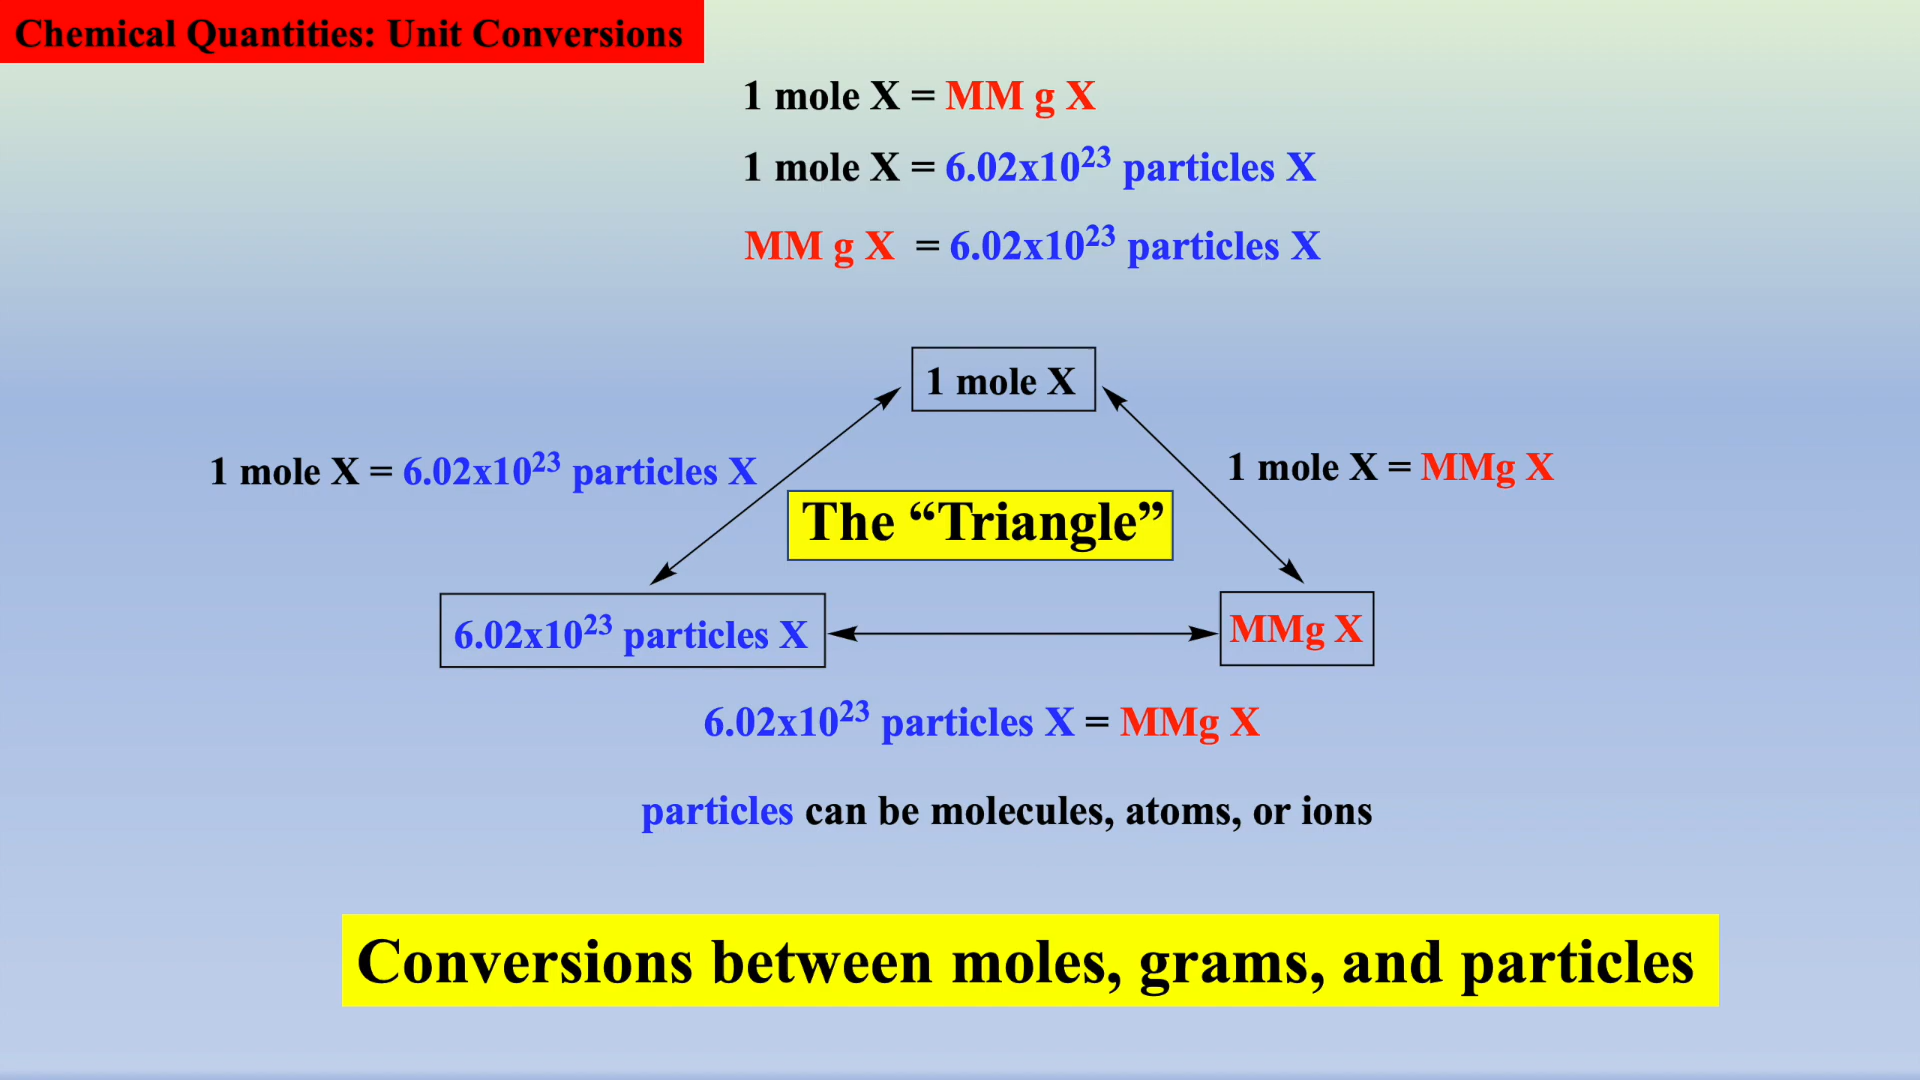 Chemical Quantities: Unit Conversions
1 mole X = MM g X
1 mole X = 6.02x10²³ particles X
MM g X = 6.02x10²³ particles X
1 mole X
1 mole X = 6.02x10²³ particles X
1 mole X = MMg X
The “Triangle”
6.02x10²³ particles X
MMg X
6.02x10²³ particles X = MMg X
particles can be molecules, atoms, or ions
Conversions between moles, grams, and particles